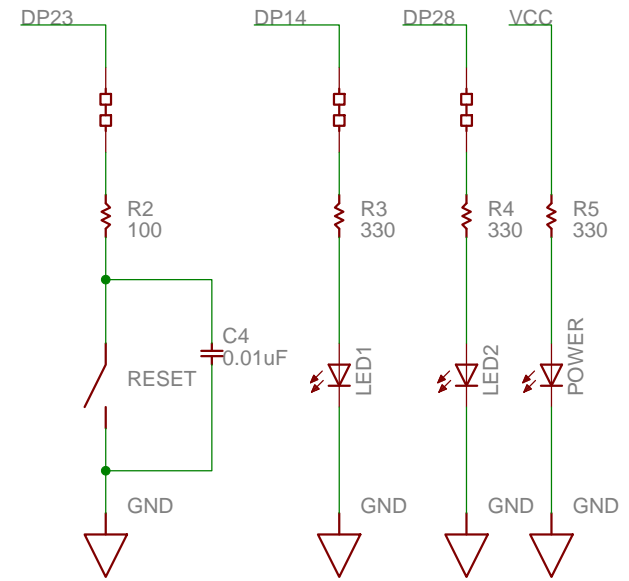 DP23
DP14
DP28
VCC
R2
100
R3
330
R4
330
R5
330
C4
0.01uF
RESET
LED1
LED2
POWER
GND
GND
GND
GND